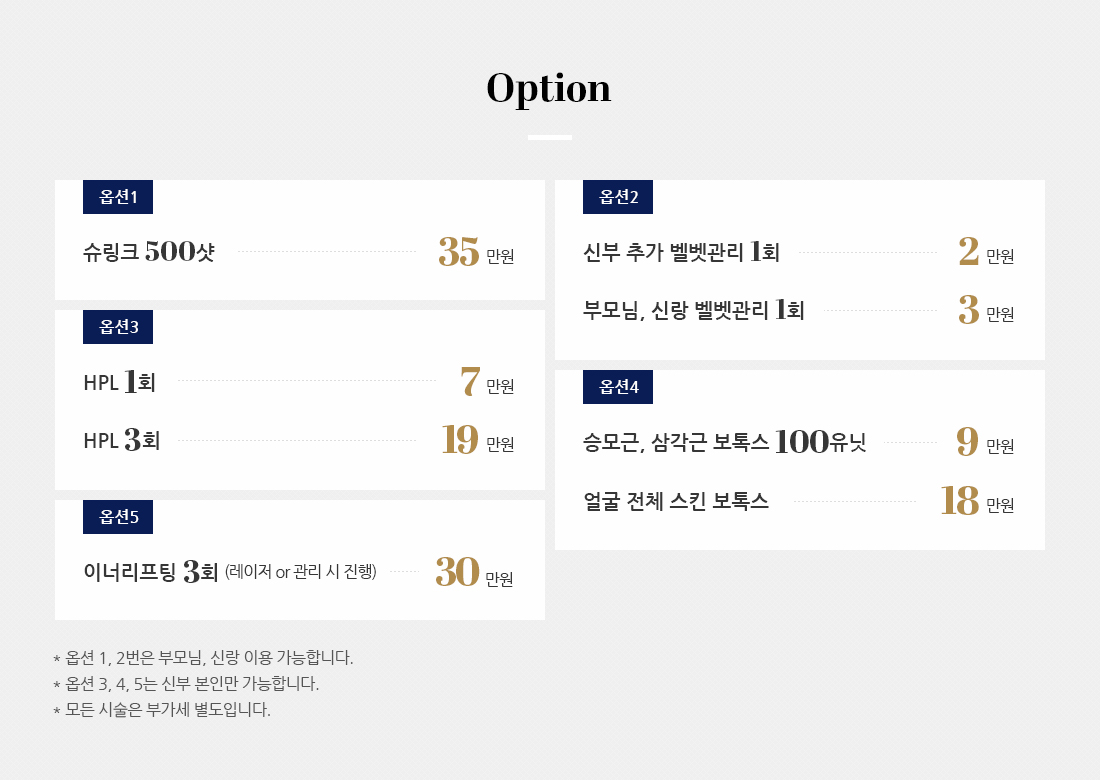 Option
옵션1
슈링크 500샷 35 만원
옵션2
신부 추가 벨벳관리 1회 2 만원
부모님, 신랑 벨벳관리 1회 3 만원
옵션3
HPL 1회 7 만원
HPL 3회 19 만원
옵션4
승모근, 삼각근 보톡스 100유닛 9 만원
얼굴 전체 스킨 보톡스 18 만원
옵션5
이너리프팅 3회 (레이저 or 관리 시 진행) 30 만원
* 옵션 1, 2번은 부모님, 신랑 이용 가능합니다.
* 옵션 3, 4, 5는 신부 본인만 가능합니다.
* 모든 시술은 부가세 별도입니다.